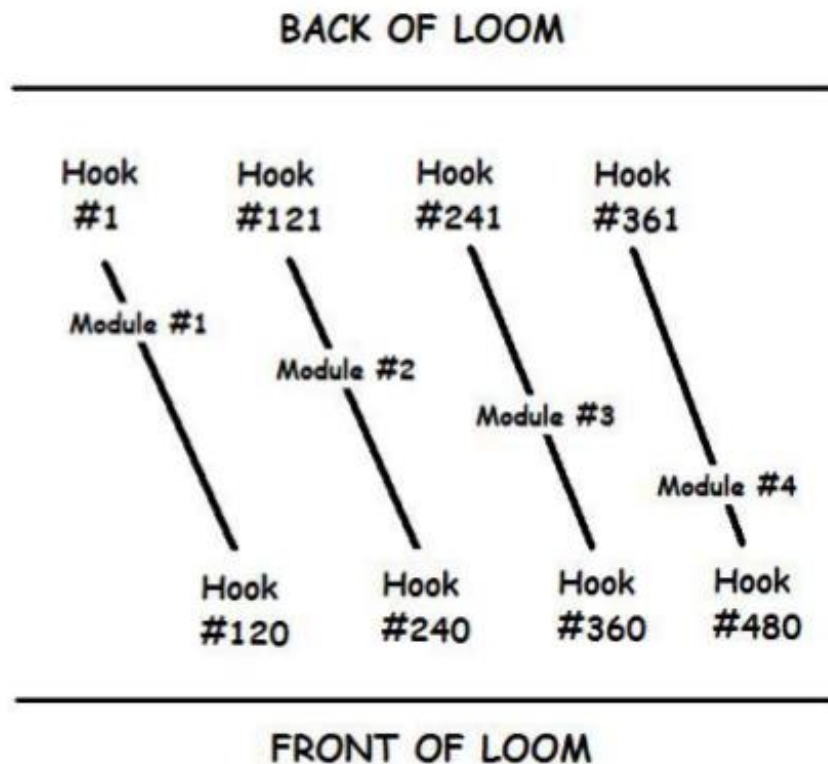 BACK OF LOOM
Hook Hook Hook Hook
#1 #121 #241 #361
Module #1
Module #2
Module #3
Module #4
Hook Hook Hook Hook
#120 #240 #360 #480
FRONT OF LOOM